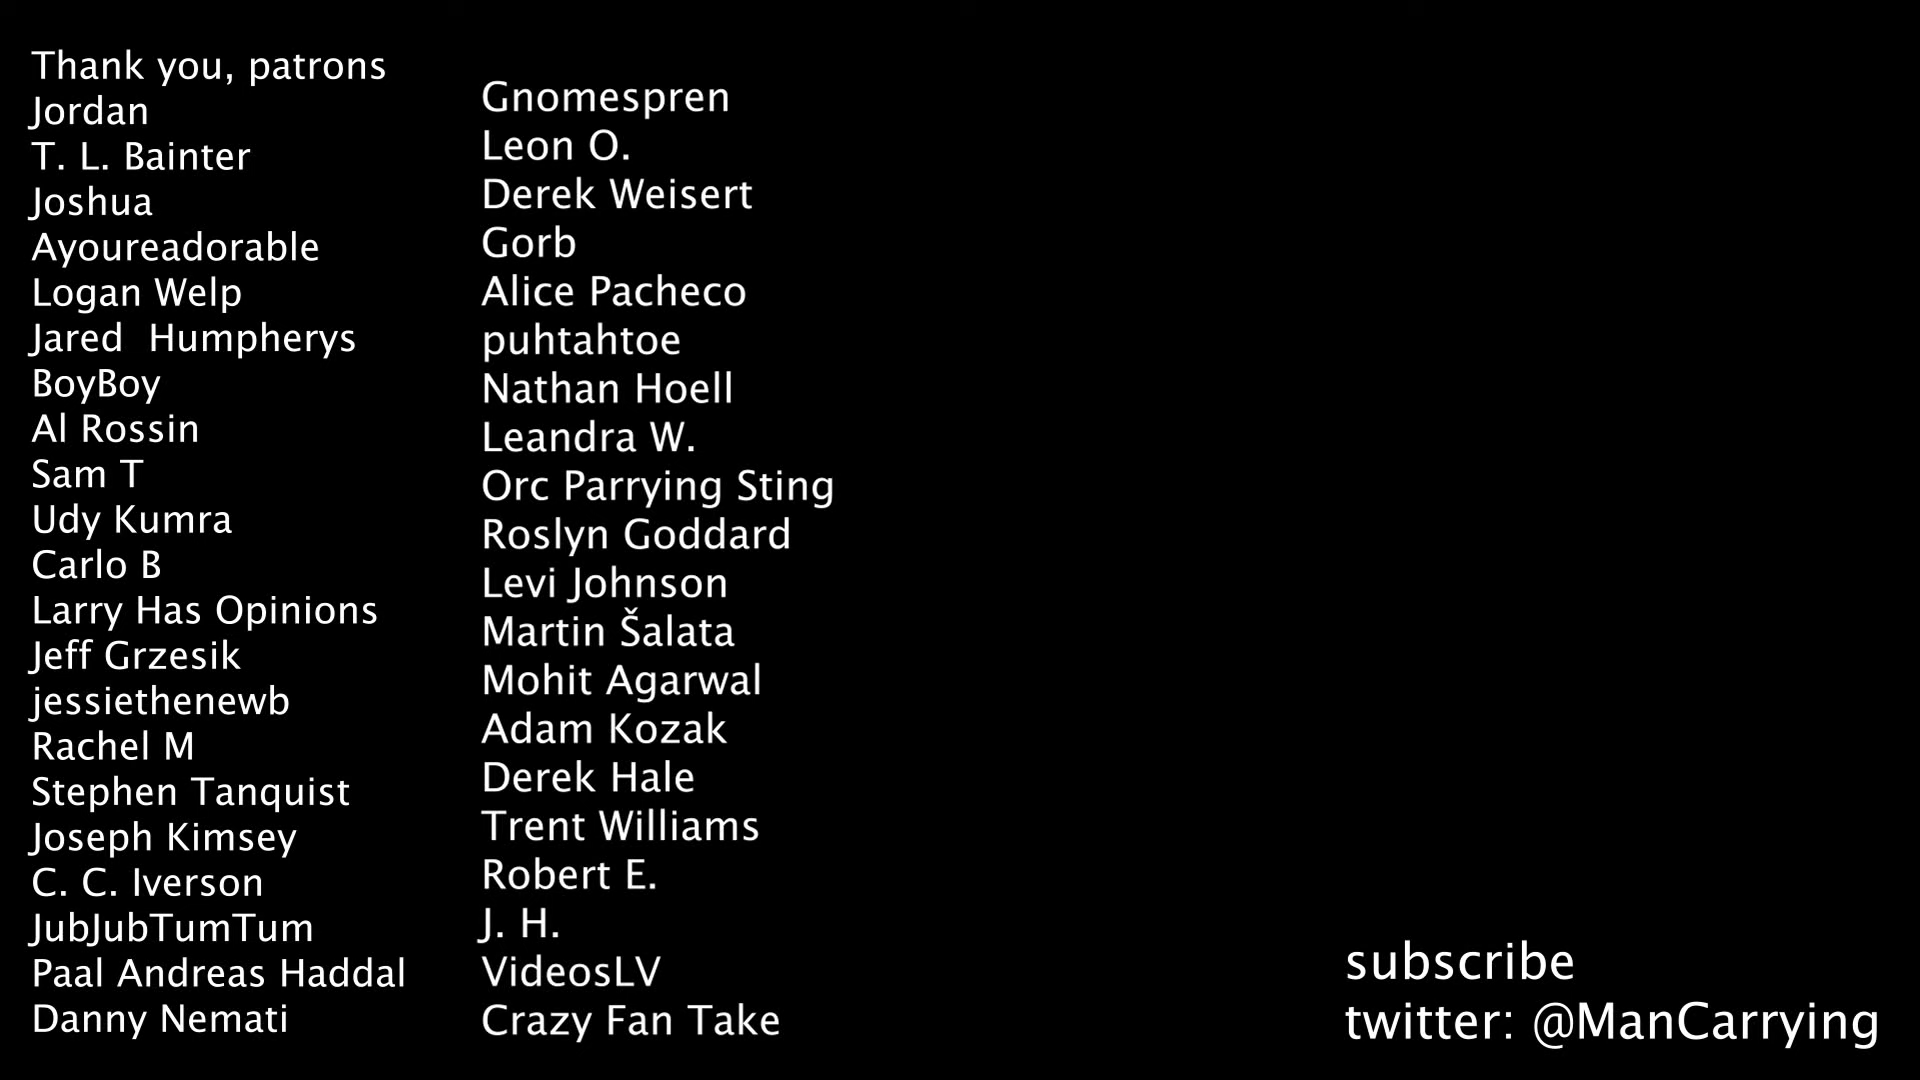 Thank you, patrons
Jordan
T. L. Bainter
Joshua
Ayoureadorable
Logan Welp
Jared  Humpherys
BoyBoy
Al Rossin
Sam T
Udy Kumra
Carlo B
Larry Has Opinions
Jeff Grzesik
jessiethenewb
Rachel M
Stephen Tanquist
Joseph Kimsey
C. C. Iverson
JubJubTumTum
Paal Andreas Haddal
Danny Nemati
Gnomespren
Leon O.
Derek Weisert
Gorb
Alice Pacheco
puhtahtoe
Nathan Hoell
Leandra W.
Orc Parrying Sting
Roslyn Goddard
Levi Johnson
Martin Šalata
Mohit Agarwal
Adam Kozak
Derek Hale
Trent Williams
Robert E.
J. H.
VideosLV
Crazy Fan Take
subscribe
twitter: @ManCarrying